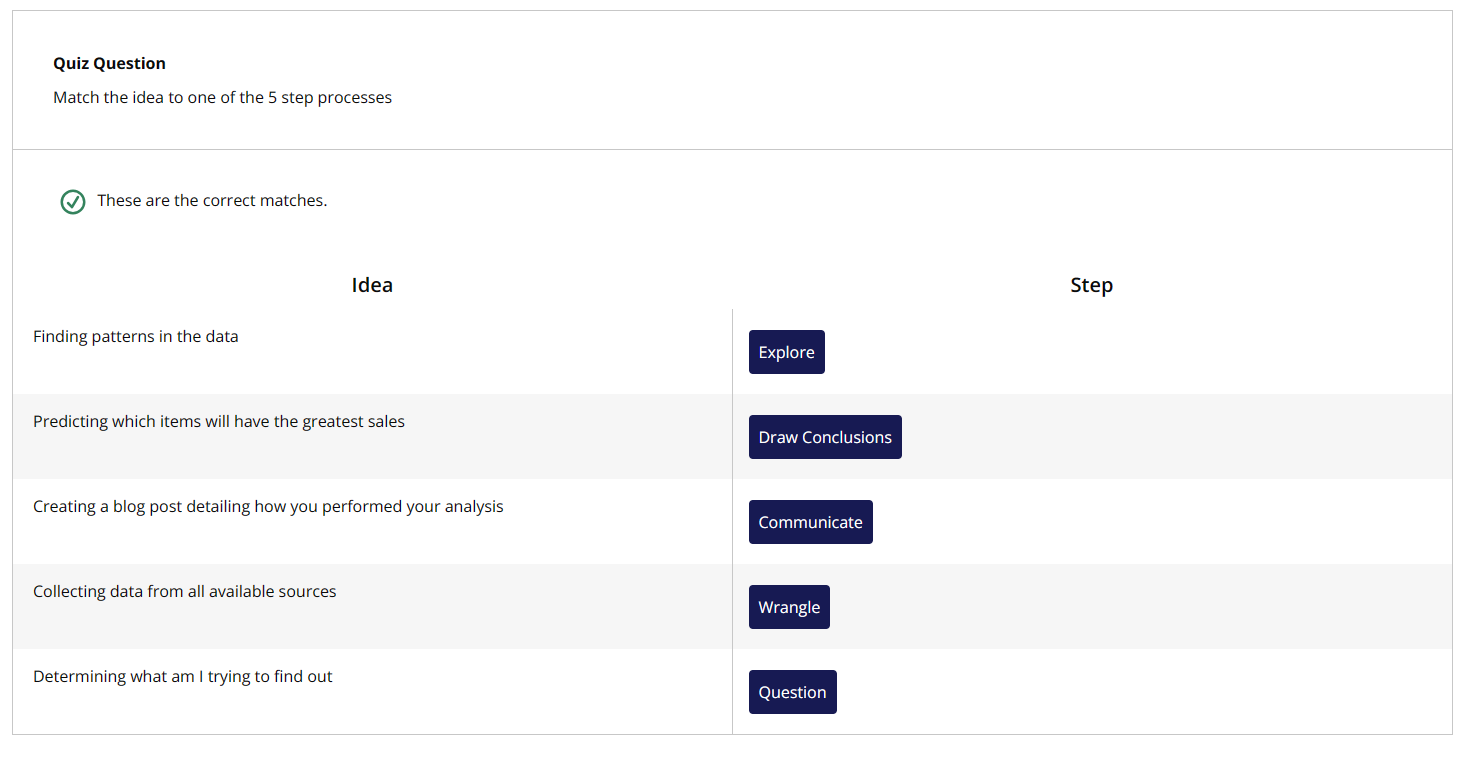 Quiz Question
Match the idea to one of the 5 step processes
These are the correct matches.
Idea
Step
Finding patterns in the data
Explore
Predicting which items will have the greatest sales
Draw Conclusions
Creating a blog post detailing how you performed your analysis
Communicate
Collecting data from all available sources
Wrangle
Determining what am I trying to find out
Question